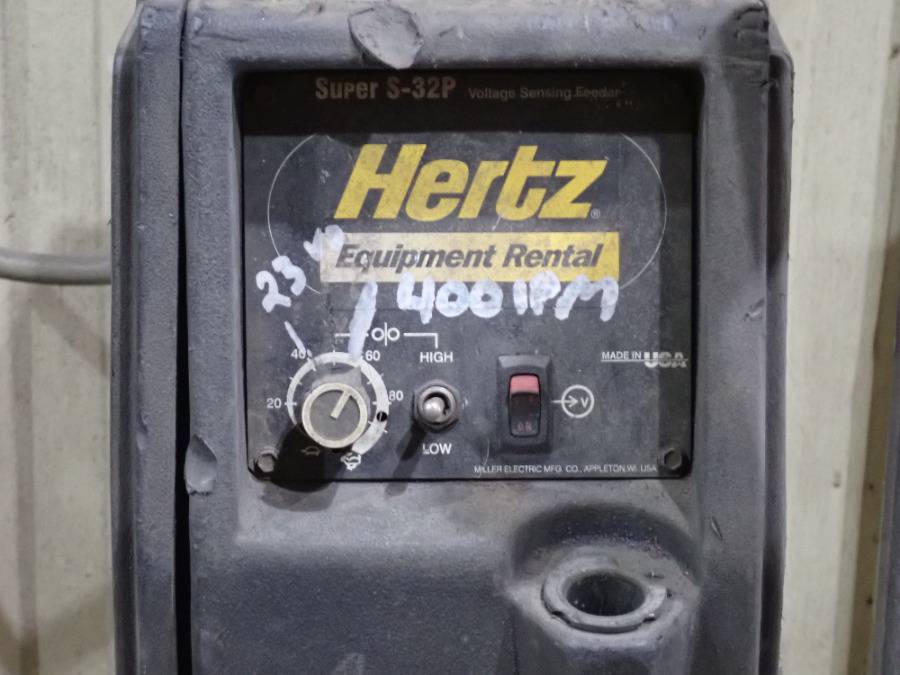 Super S-32P Voltage Sensing Feeder
Hertz®
Equipment Rental
400 IPM
HIGH
MADE IN USA
40 60
20 80
LOW
MILLER ELECTRIC MFG. CO., APPLETON, WI. USA
V
23